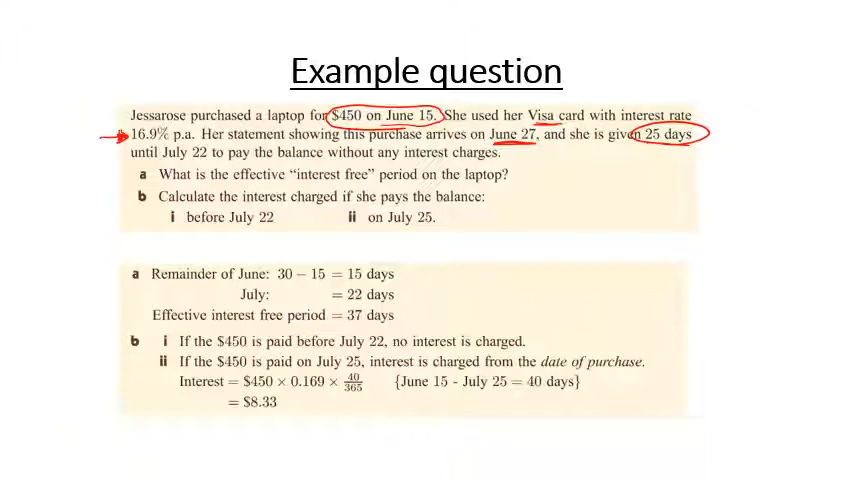 Example question
Jessarose purchased a laptop for $450 on June 15. She used her Visa card with interest rate
16.9% p.a. Her statement showing this purchase arrives on June 27, and she is given 25 days
until July 22 to pay the balance without any interest charges.
a What is the effective “interest free” period on the laptop?
b Calculate the interest charged if she pays the balance:
i before July 22 ii on July 25.
a Remainder of June: 30 − 15 = 15 days
July: = 22 days
Effective interest free period = 37 days
b i If the $450 is paid before July 22, no interest is charged.
ii If the $450 is paid on July 25, interest is charged from the date of purchase.
Interest = $450 × 0.169 × 40/365 {June 15 - July 25 = 40 days}
= $8.33